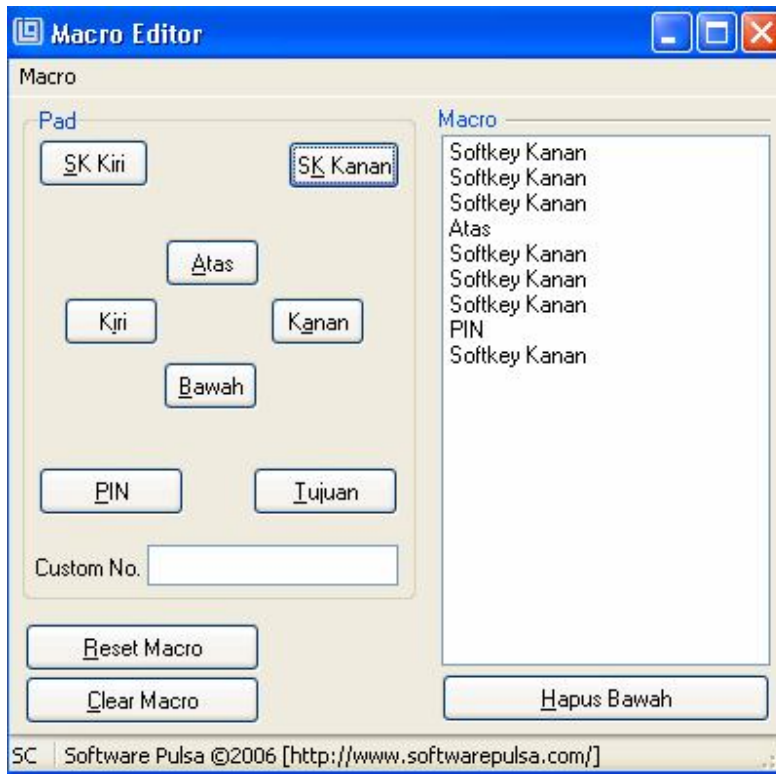 Macro Editor
Macro
Pad
SK Kiri
SK Kanan
Atas
Kiri
Kanan
Bawah
PIN
Tujuan
Custom No.
Reset Macro
Clear Macro
Macro
Softkey Kanan
Softkey Kanan
Softkey Kanan
Atas
Softkey Kanan
Softkey Kanan
Softkey Kanan
PIN
Softkey Kanan
Hapus Bawah
SC
Software Pulsa ©2006 [http://www.softwarepulsa.com/]